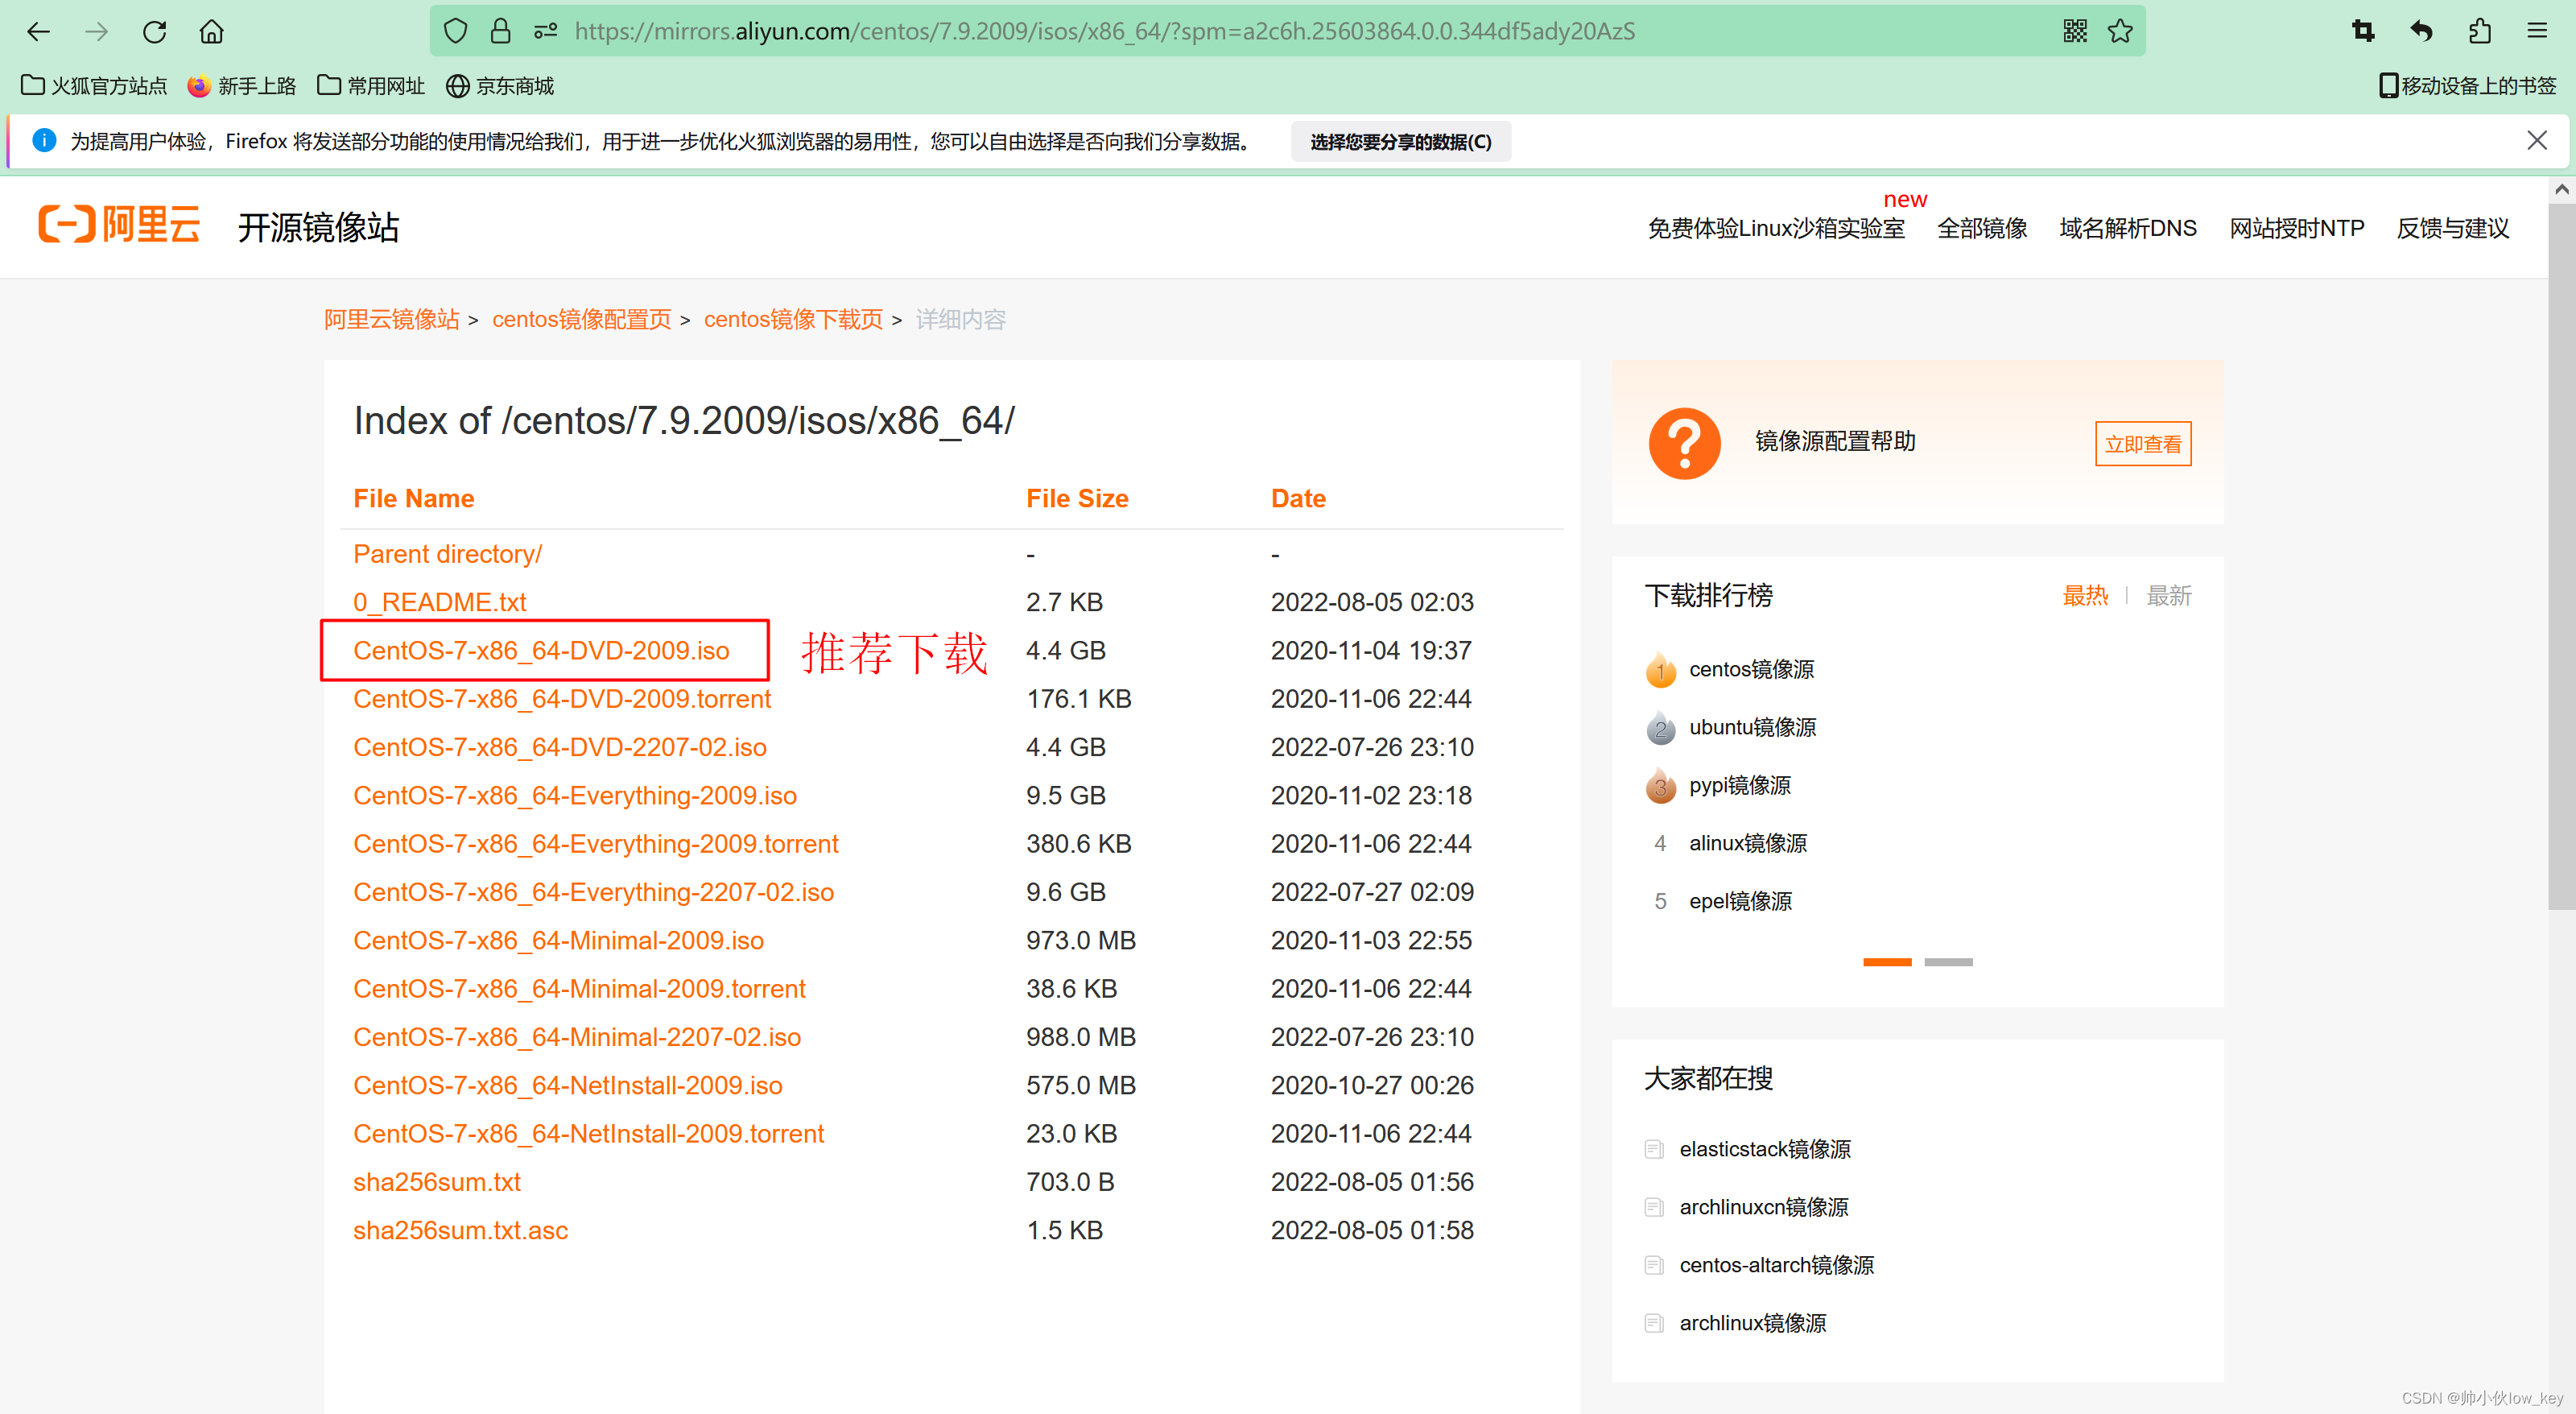 https://mirrors.aliyun.com/centos/7.9.2009/isos/x86_64/?spm=a2c6h.25603864.0.0.344df5ady20AzS
火狐官方站点 新手上路 常用网址 京东商城 移动设备上的书签
为提高用户体验，Firefox 将发送部分功能的使用情况给我们，用于进一步优化火狐浏览器的易用性，您可以自由选择是否向我们分享数据。 选择您要分享的数据(C)
new
阿里云 开源镜像站 免费体验Linux沙箱实验室 全部镜像 域名解析DNS 网站授时NTP 反馈与建议
阿里云镜像站 > centos镜像配置页 > centos镜像下载页 > 详细内容
Index of /centos/7.9.2009/isos/x86_64/
File Name File Size Date
Parent directory/ - -
0_README.txt 2.7 KB 2022-08-05 02:03
CentOS-7-x86_64-DVD-2009.iso 推荐下载 4.4 GB 2020-11-04 19:37
CentOS-7-x86_64-DVD-2009.torrent 176.1 KB 2020-11-06 22:44
CentOS-7-x86_64-DVD-2207-02.iso 4.4 GB 2022-07-26 23:10
CentOS-7-x86_64-Everything-2009.iso 9.5 GB 2020-11-02 23:18
CentOS-7-x86_64-Everything-2009.torrent 380.6 KB 2020-11-06 22:44
CentOS-7-x86_64-Everything-2207-02.iso 9.6 GB 2022-07-27 02:09
CentOS-7-x86_64-Minimal-2009.iso 973.0 MB 2020-11-03 22:55
CentOS-7-x86_64-Minimal-2009.torrent 38.6 KB 2020-11-06 22:44
CentOS-7-x86_64-Minimal-2207-02.iso 988.0 MB 2022-07-26 23:10
CentOS-7-x86_64-NetInstall-2009.iso 575.0 MB 2020-10-27 00:26
CentOS-7-x86_64-NetInstall-2009.torrent 23.0 KB 2020-11-06 22:44
sha256sum.txt 703.0 B 2022-08-05 01:56
sha256sum.txt.asc 1.5 KB 2022-08-05 01:58
镜像源配置帮助 立即查看
下载排行榜 最热 | 最新
1 centos镜像源
2 ubuntu镜像源
3 pypi镜像源
4 alinux镜像源
5 epel镜像源
大家都在搜
elasticstack镜像源
archlinuxcn镜像源
centos-altarch镜像源
archlinux镜像源
CSDN @帅小伙low_key